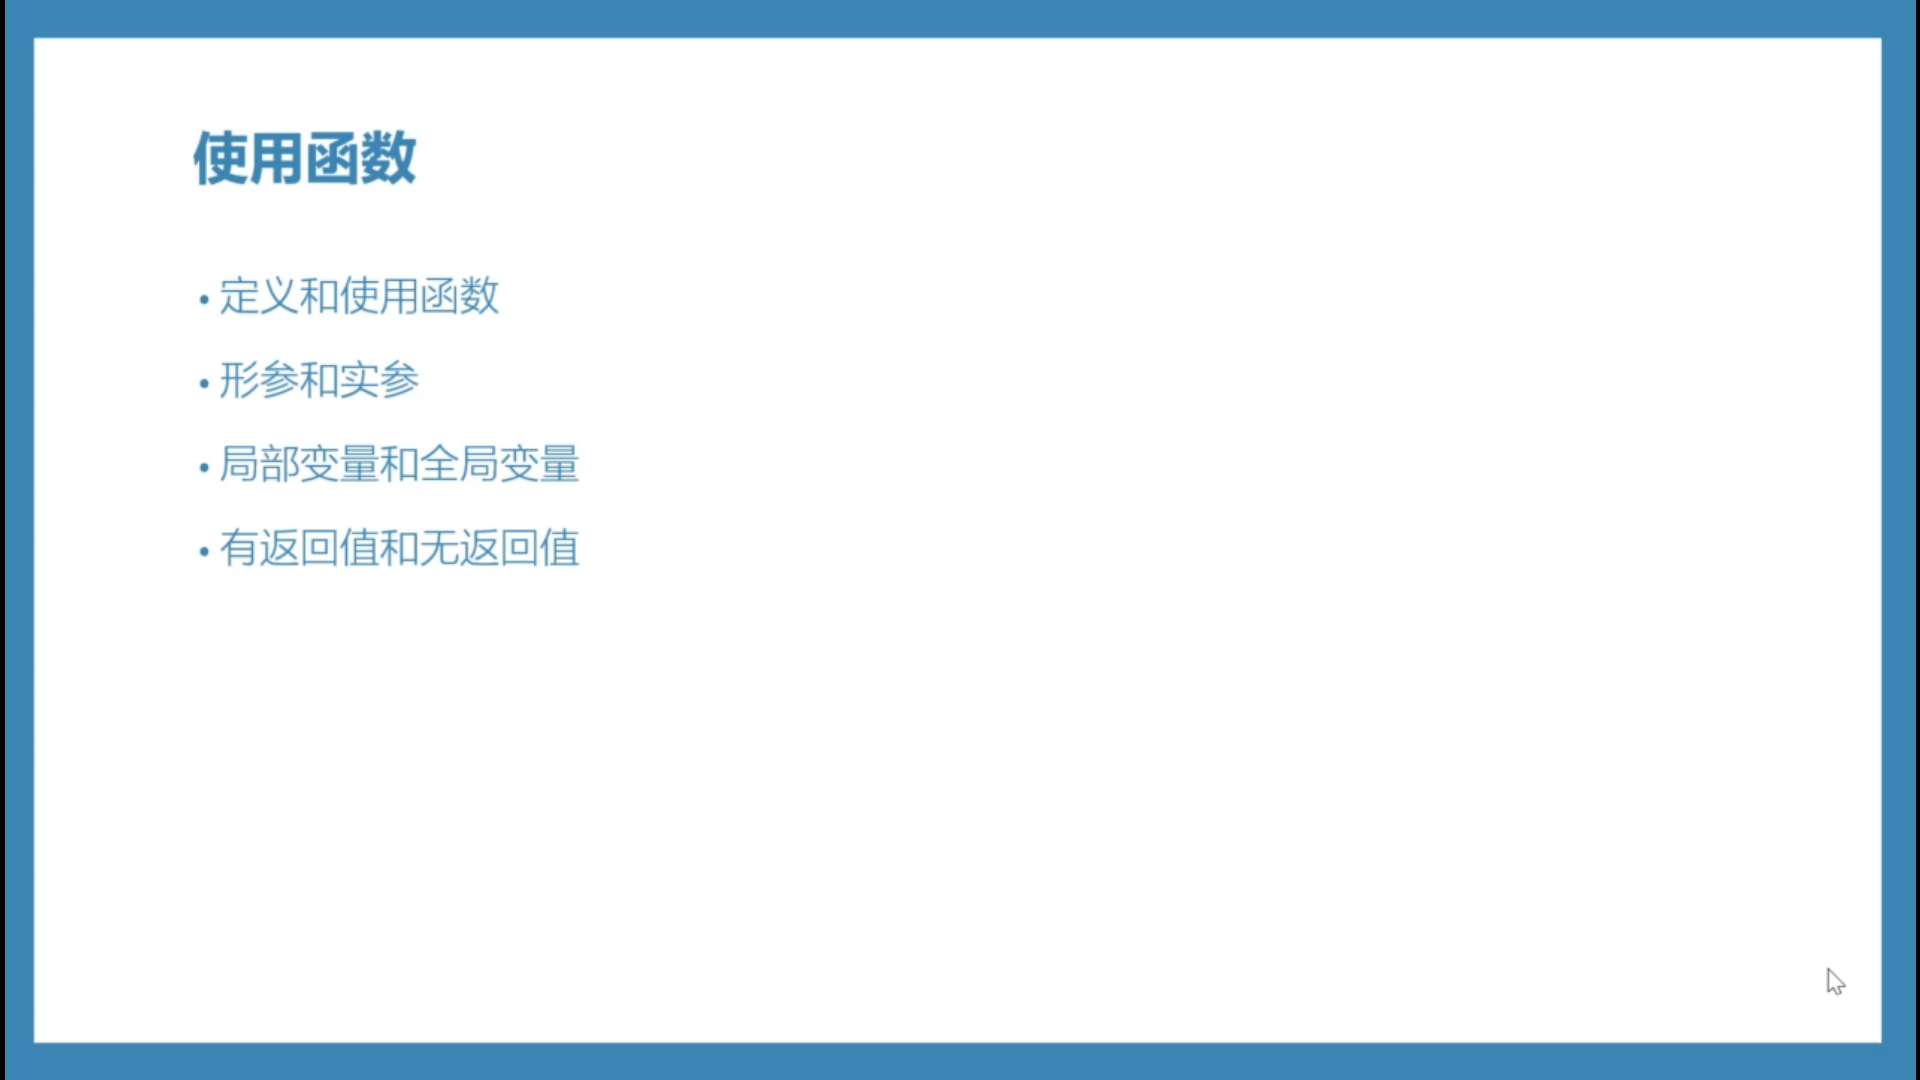 使用函数
• 定义和使用函数
• 形参和实参
• 局部变量和全局变量
• 有返回值和无返回值